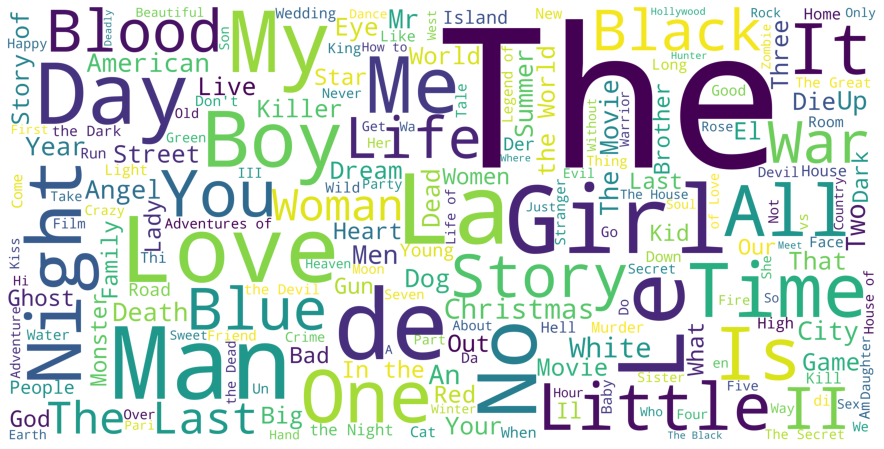 The
Love
Man
Girl
Day
My
Boy
Blood
Black
It
Me
Life
War
La
All
You
Woman
Night
Story
Time
Le
de
Blue
One
No
Little
Is
II
The Last
Story of
Beautiful
Wedding
Dance
West
Mr
Like
Island
New
Hollywood
Rock
Home
Only
Happy
Deadly
Son
King
How to
Eye
World
Star
Never
Tale
Legend of
Summer
the World
Long
Three
Zombie
Hunter
The Great
American
Live
Killer
Don't
Old
Green
First
the Dark
Year
Run
Street
III
Get
Wa
Her
Der
Where
The Movie
Without
Warrior
Brother
Good
Rose
El
Die
Up
Room
Devil
House
Dark
Come
Take
Light
Angel
Crazy
Film
Lady
Adventures of
Thi
Family
Wild
Party
Dream
Heart
Heaven
Moon
Men
Young
Life of
Dead
Women
Thing
Evil
Stranger
Just
Go
The House
Last
Soul
of Love
Kid
Down
Secret
Our
Not
vs
Country
Two
Face
That
Meet
She
So
Do
Fire
House of
Hi
Kiss
Ghost
Adventure
Water
Monster
Road
Death
the Devil
Gun
Seven
Dog
Christmas
About
Hell
Murder
What
High
City
Sweet
Friend
Crime
A
Part
Out
Da
White
Movie
An
In the
Bad
Un
the Dead
People
God
Earth
Over
Pari
Big
Hand
the Night
Red
Winter
Cat
Your
When
Il
Hour
Baby
Who
Four
Sister
Five
en
Way
The Black
The Secret
di
Game
Kill
Sex
We
Am
Daughter